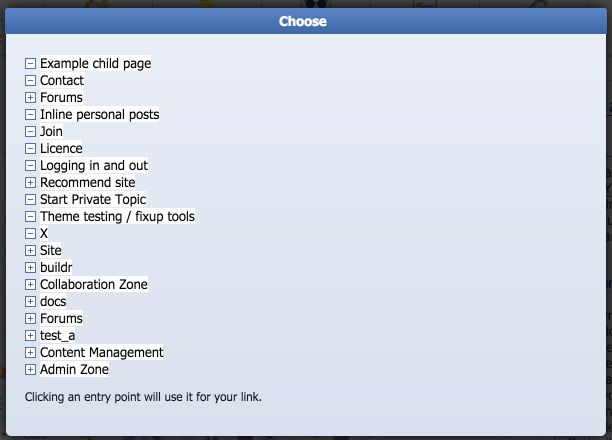 Choose
Example child page
Contact
Forums
Inline personal posts
Join
Licence
Logging in and out
Recommend site
Start Private Topic
Theme testing / fixup tools
X
Site
buildr
Collaboration Zone
docs
Forums
test_a
Content Management
Admin Zone
Clicking an entry point will use it for your link.